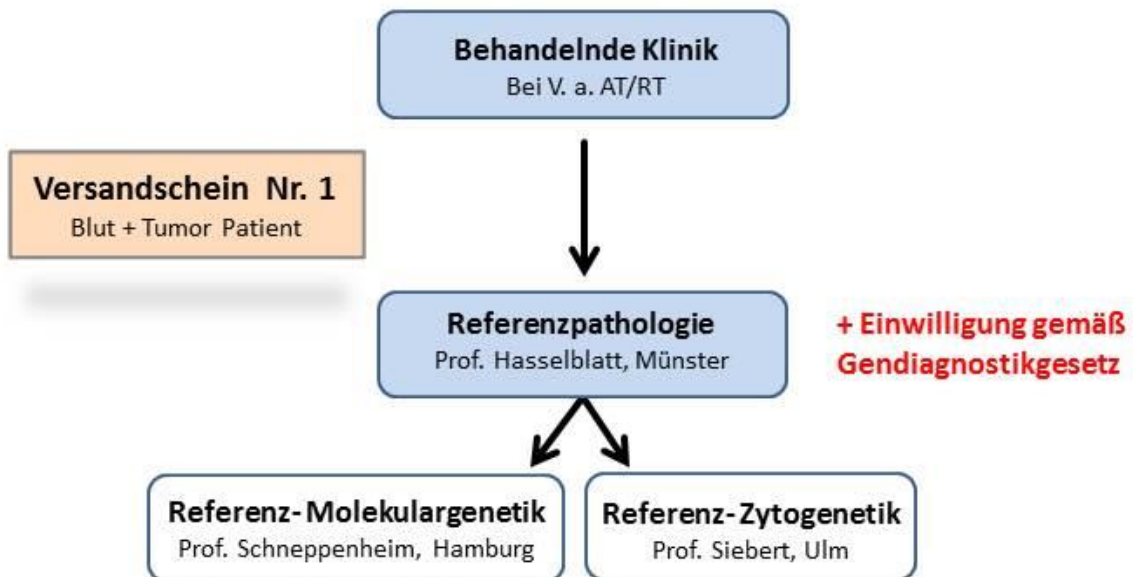 Behandelnde Klinik
Bei V. a. AT/RT
Versandschein Nr. 1
Blut + Tumor Patient
Referenzpathologie
Prof. Hasselblatt, Münster
+ Einwilligung gemäß
Gendiagnostikgesetz
Referenz-Molekulargenetik
Prof. Schneppenheim, Hamburg
Referenz-Zytogenetik
Prof. Siebert, Ulm